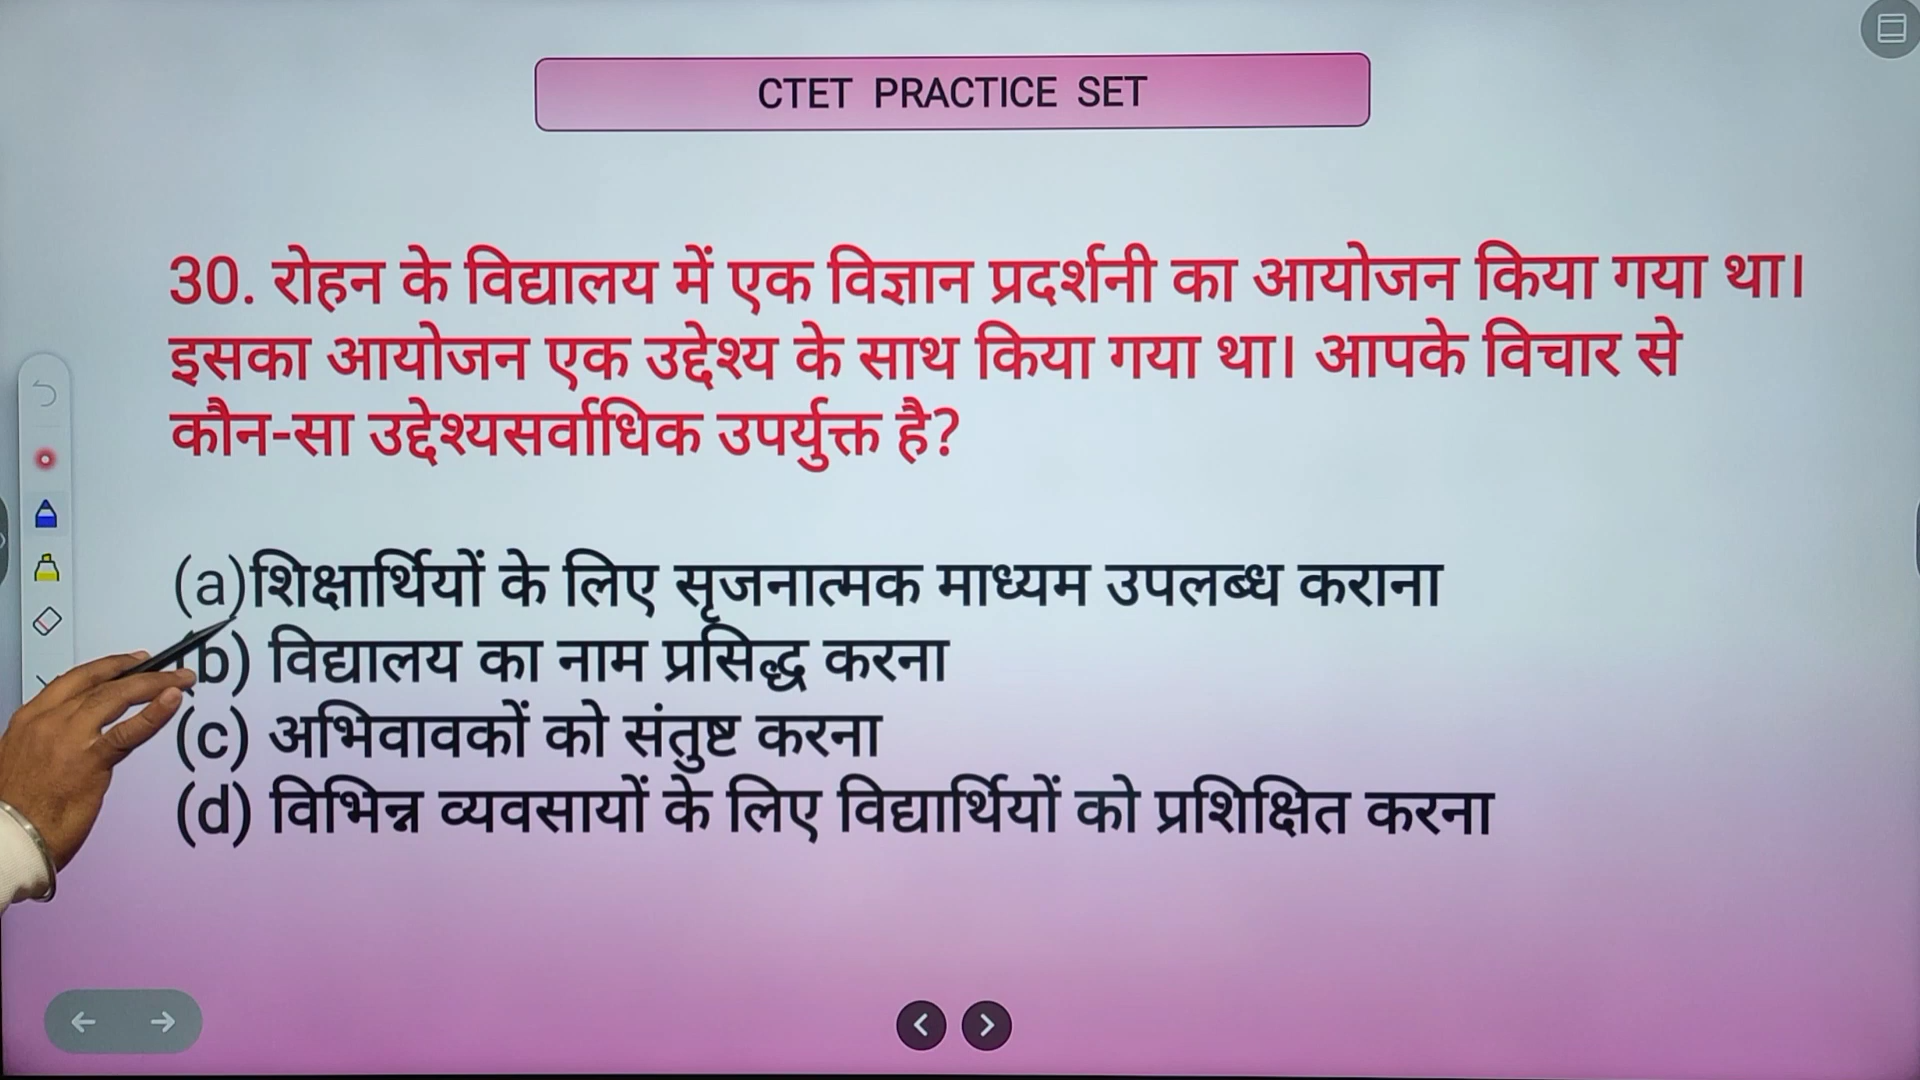 CTET PRACTICE SET
30. रोहन के विद्यालय में एक विज्ञान प्रदर्शनी का आयोजन किया गया था।
इसका आयोजन एक उद्देश्य के साथ किया गया था। आपके विचार से
कौन-सा उद्देश्यसर्वाधिक उपर्युक्त है?
(a)शिक्षार्थियों के लिए सृजनात्मक माध्यम उपलब्ध कराना
(b) विद्यालय का नाम प्रसिद्ध करना
(c) अभिवावकों को संतुष्ट करना
(d) विभिन्न व्यवसायों के लिए विद्यार्थियों को प्रशिक्षित करना